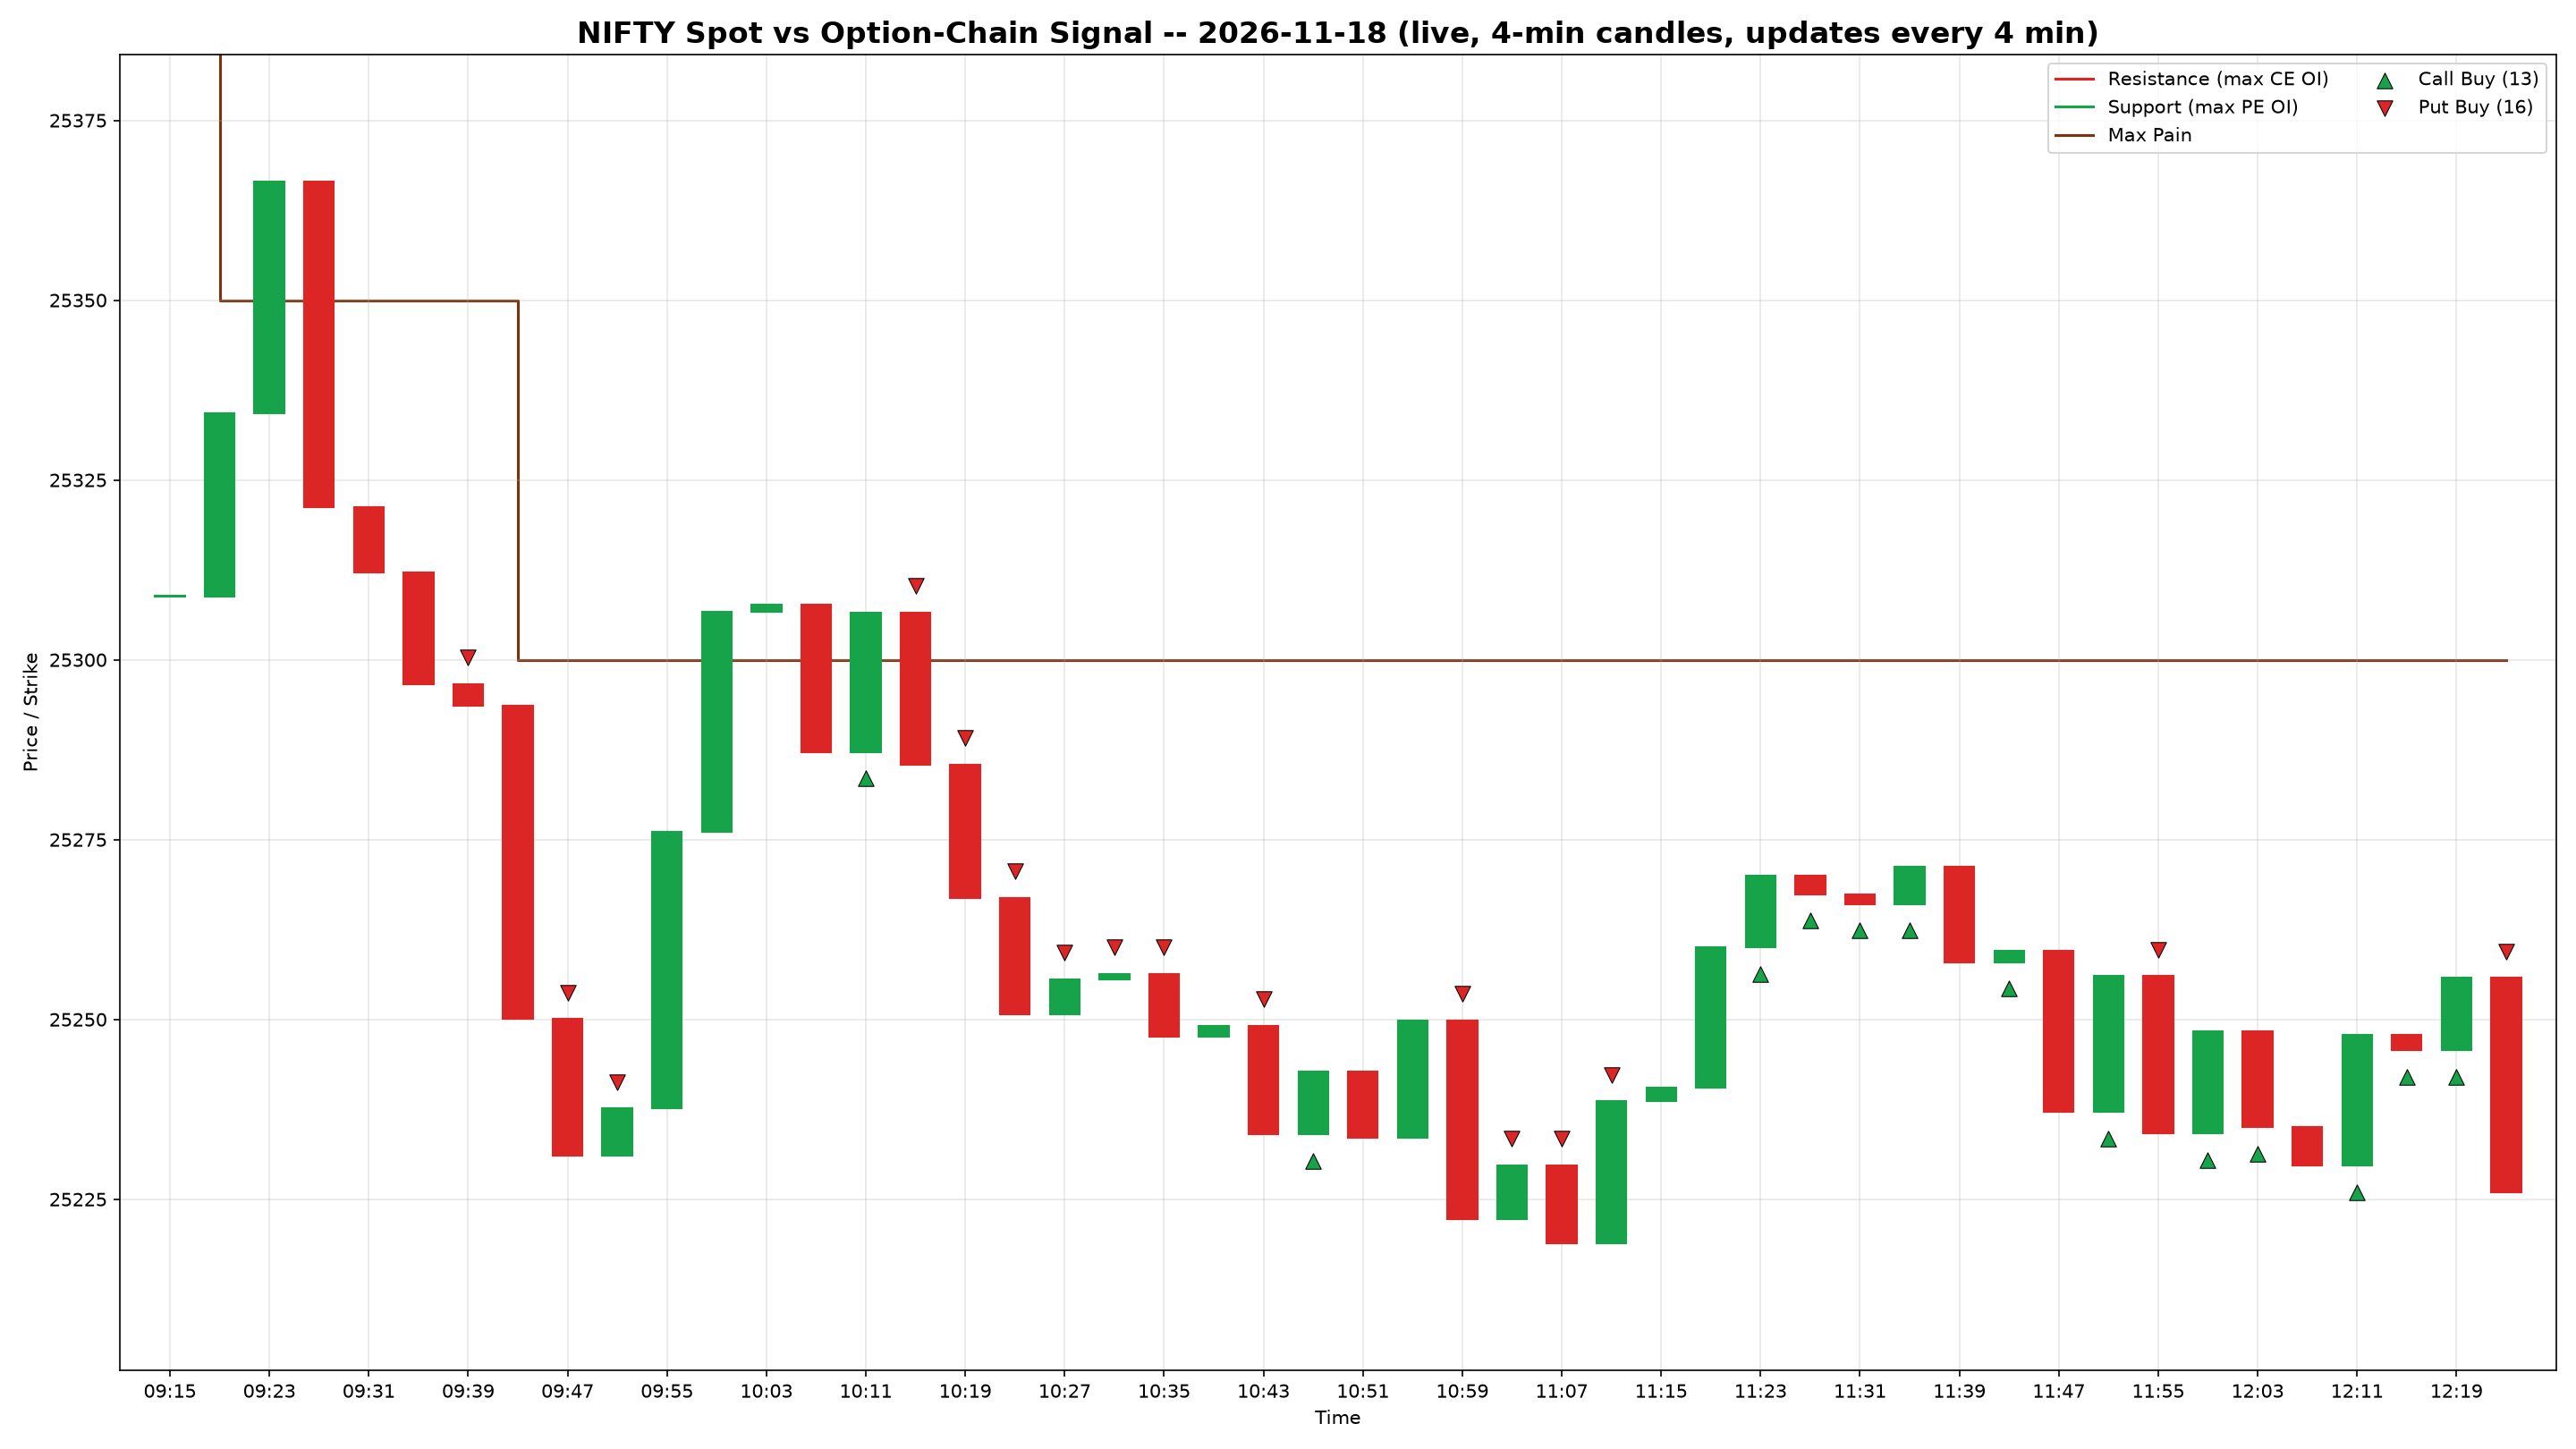 NIFTY Spot vs Option-Chain Signal -- 2026-11-18 (live, 4-min candles, updates every 4 min)
Resistance (max CE OI)
Support (max PE OI)
Max Pain
Call Buy (13)
Put Buy (16)
Price / Strike
25375
25350
25325
25300
25275
25250
25225
09:15 09:23 09:31 09:39 09:47 09:55 10:03 10:11 10:19 10:27 10:35 10:43 10:51 10:59 11:07 11:15 11:23 11:31 11:39 11:47 11:55 12:03 12:11 12:19
Time